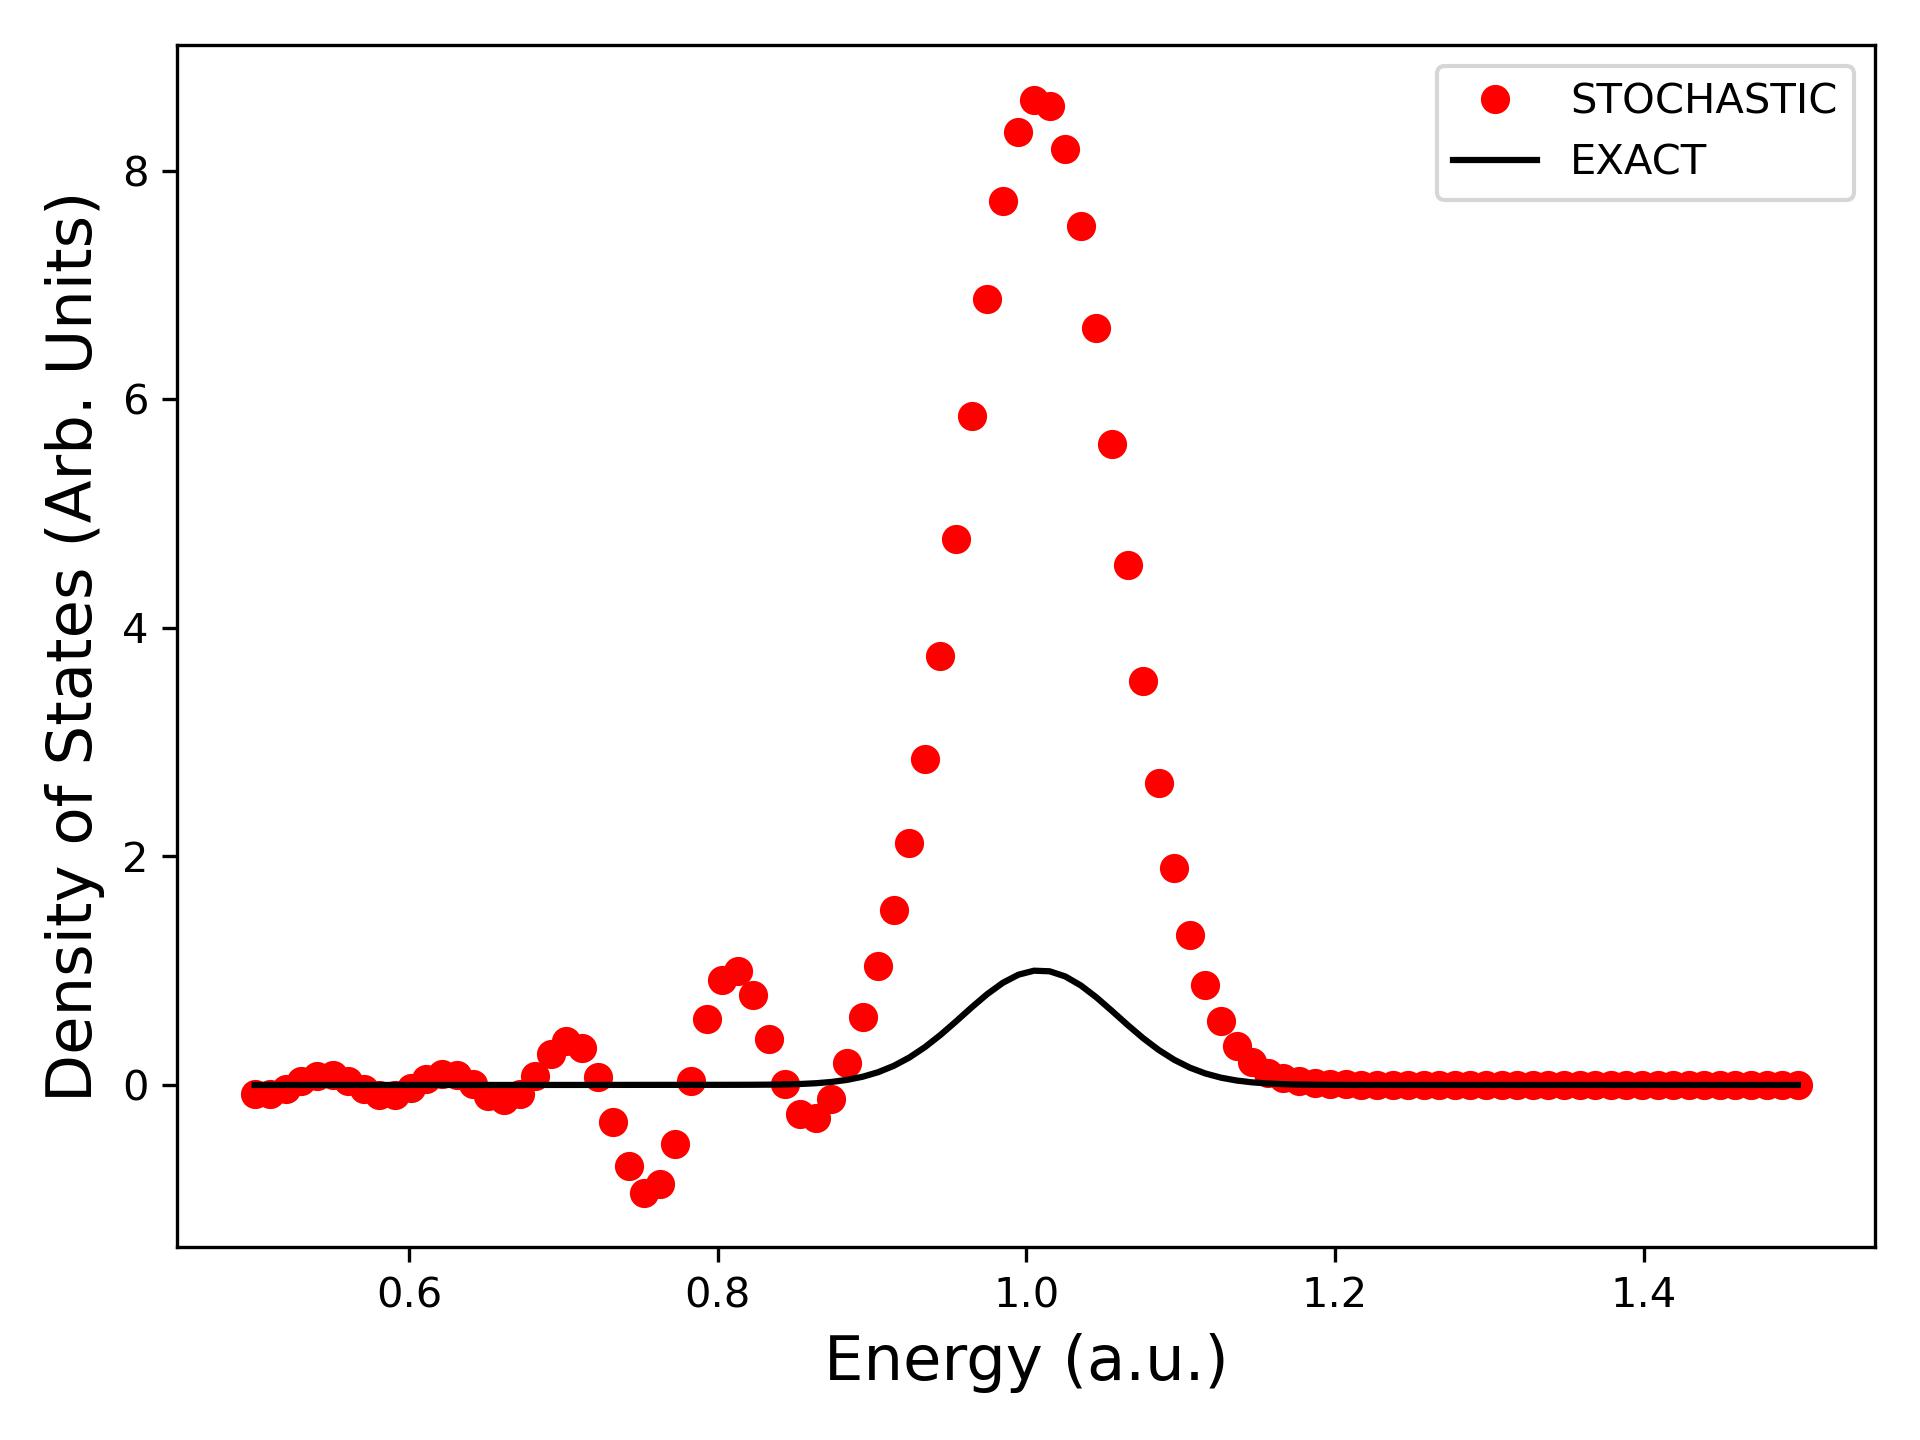 STOCHASTIC
EXACT
Density of States (Arb. Units)
8
6
4
2
0
0.6 0.8 1.0 1.2 1.4
Energy (a.u.)